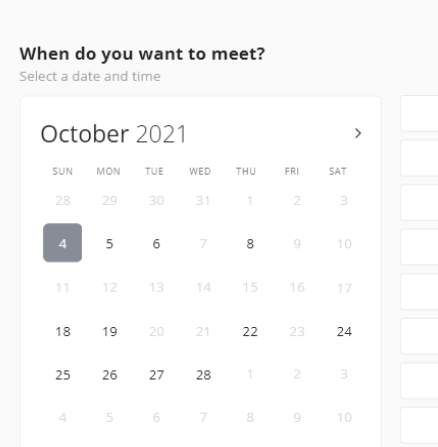 When do you want to meet?
Select a date and time
October 2021
SUN MON TUE WED THU FRI SAT
28 29 30 31 1 2 3
4 5 6 7 8 9 10
11 12 13 14 15 16 17
18 19 20 21 22 23 24
25 26 27 28 1 2 3
4 5 6 7 8 9 10